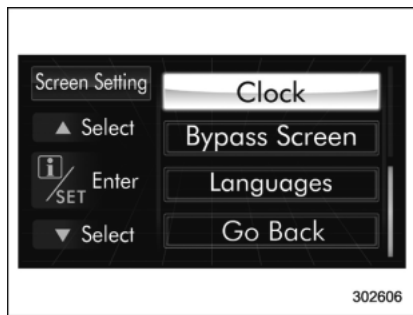 Screen Setting
Clock
▲ Select
Bypass Screen
i/SET Enter
Languages
▼ Select
Go Back
302606